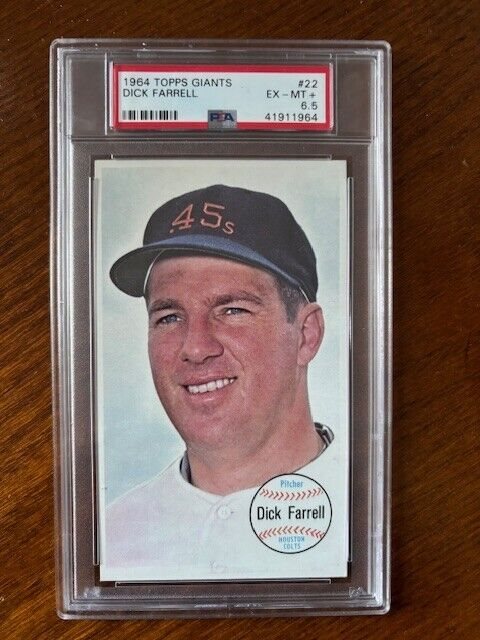 1964 TOPPS GIANTS #22
DICK FARRELL EX - MT +
6.5
PSA 41911964
.45s
Pitcher
Dick Farrell
HOUSTON
COLTS